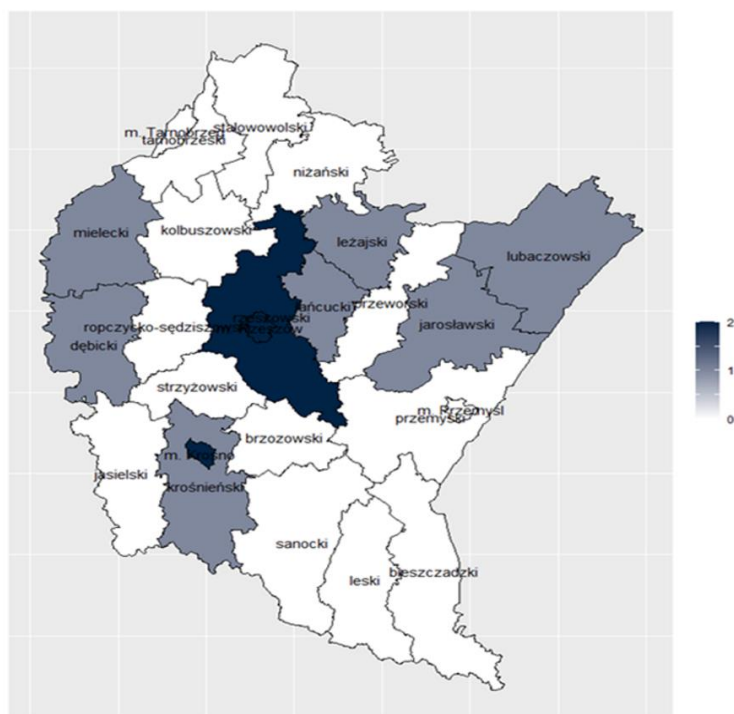 stalowowolski
m. Tarnobrzeg
tarnobrzeski
niżański
mielecki
kolbuszowski
leżajski
lubaczowski
łańcucki
przeworski
rzeszowski
m. Rzeszów
jarosławski
ropczycko-sędziszowski
dębicki
strzyżowski
m. Przemyśl
przemyski
brzozowski
m. Krosno
jasielski
krośnieński
sanocki
leski
bieszczadzki
2
1
0